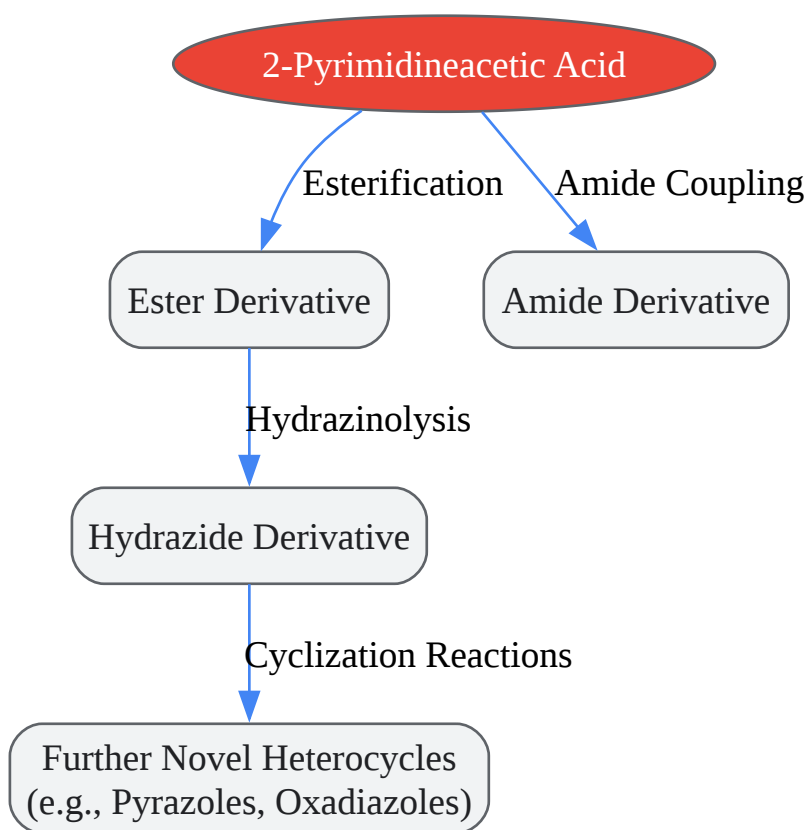 2-Pyrimidineacetic Acid
Esterification
Amide Coupling
Ester Derivative
Amide Derivative
Hydrazinolysis
Hydrazide Derivative
Cyclization Reactions
Further Novel Heterocycles
(e.g., Pyrazoles, Oxadiazoles)